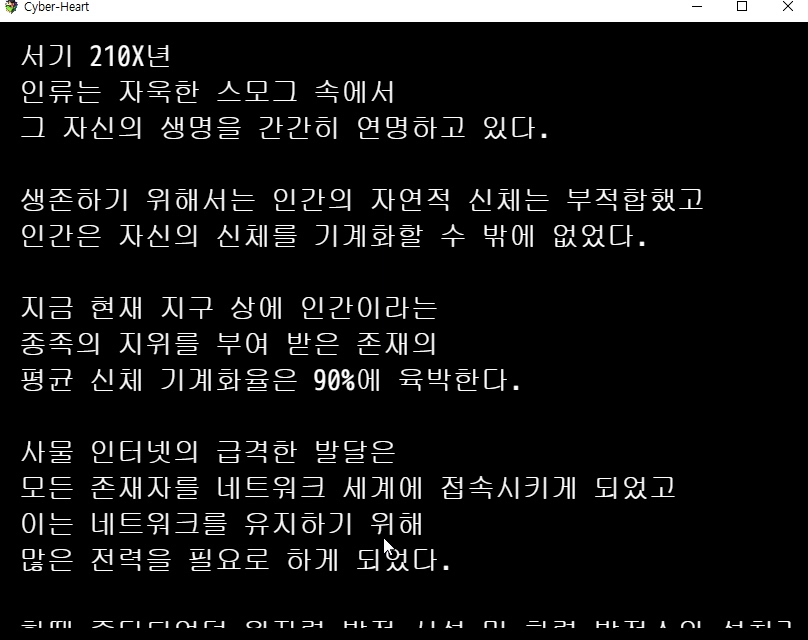 Cyber-Heart
서기 210X년
인류는 자욱한 스모그 속에서
그 자신의 생명을 간간히 연명하고 있다.
생존하기 위해서는 인간의 자연적 신체는 부적합했고
인간은 자신의 신체를 기계화할 수 밖에 없었다.
지금 현재 지구 상에 인간이라는
종족의 지위를 부여 받은 존재의
평균 신체 기계화율은 90%에 육박한다.
사물 인터넷의 급격한 발달은
모든 존재자를 네트워크 세계에 접속시키게 되었고
이는 네트워크를 유지하기 위해
많은 전력을 필요로 하게 되었다.